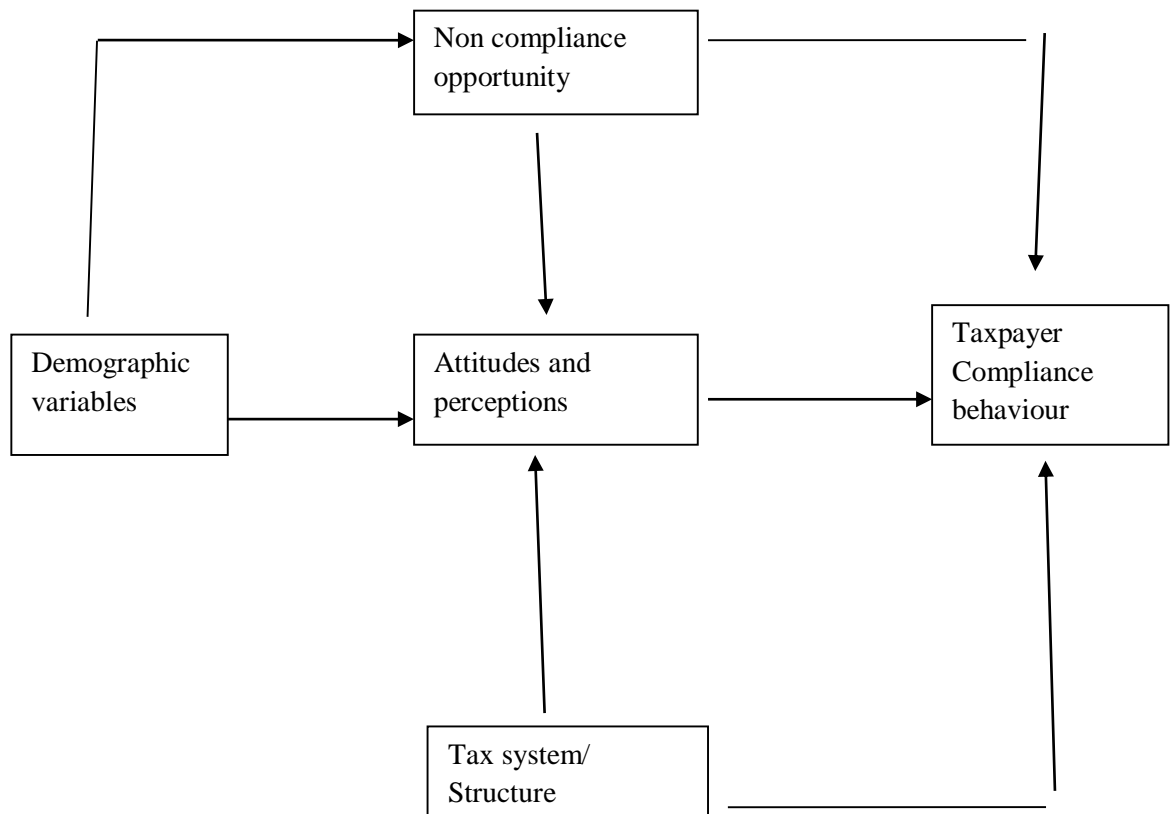 Non compliance
opportunity
Demographic
variables
Attitudes and
perceptions
Taxpayer
Compliance
behaviour
Tax system/
Structure